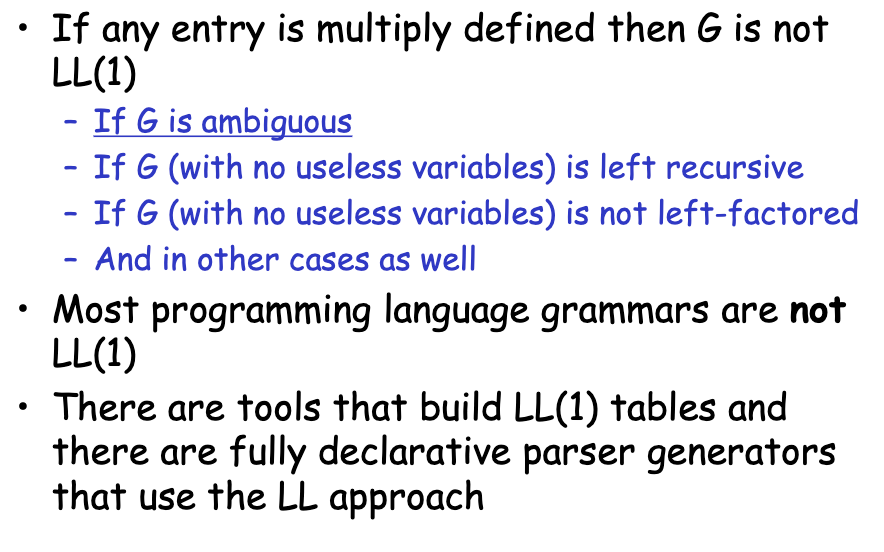 • If any entry is multiply defined then G is not
LL(1)
– If G is ambiguous
– If G (with no useless variables) is left recursive
– If G (with no useless variables) is not left-factored
– And in other cases as well
• Most programming language grammars are not
LL(1)
• There are tools that build LL(1) tables and
there are fully declarative parser generators
that use the LL approach